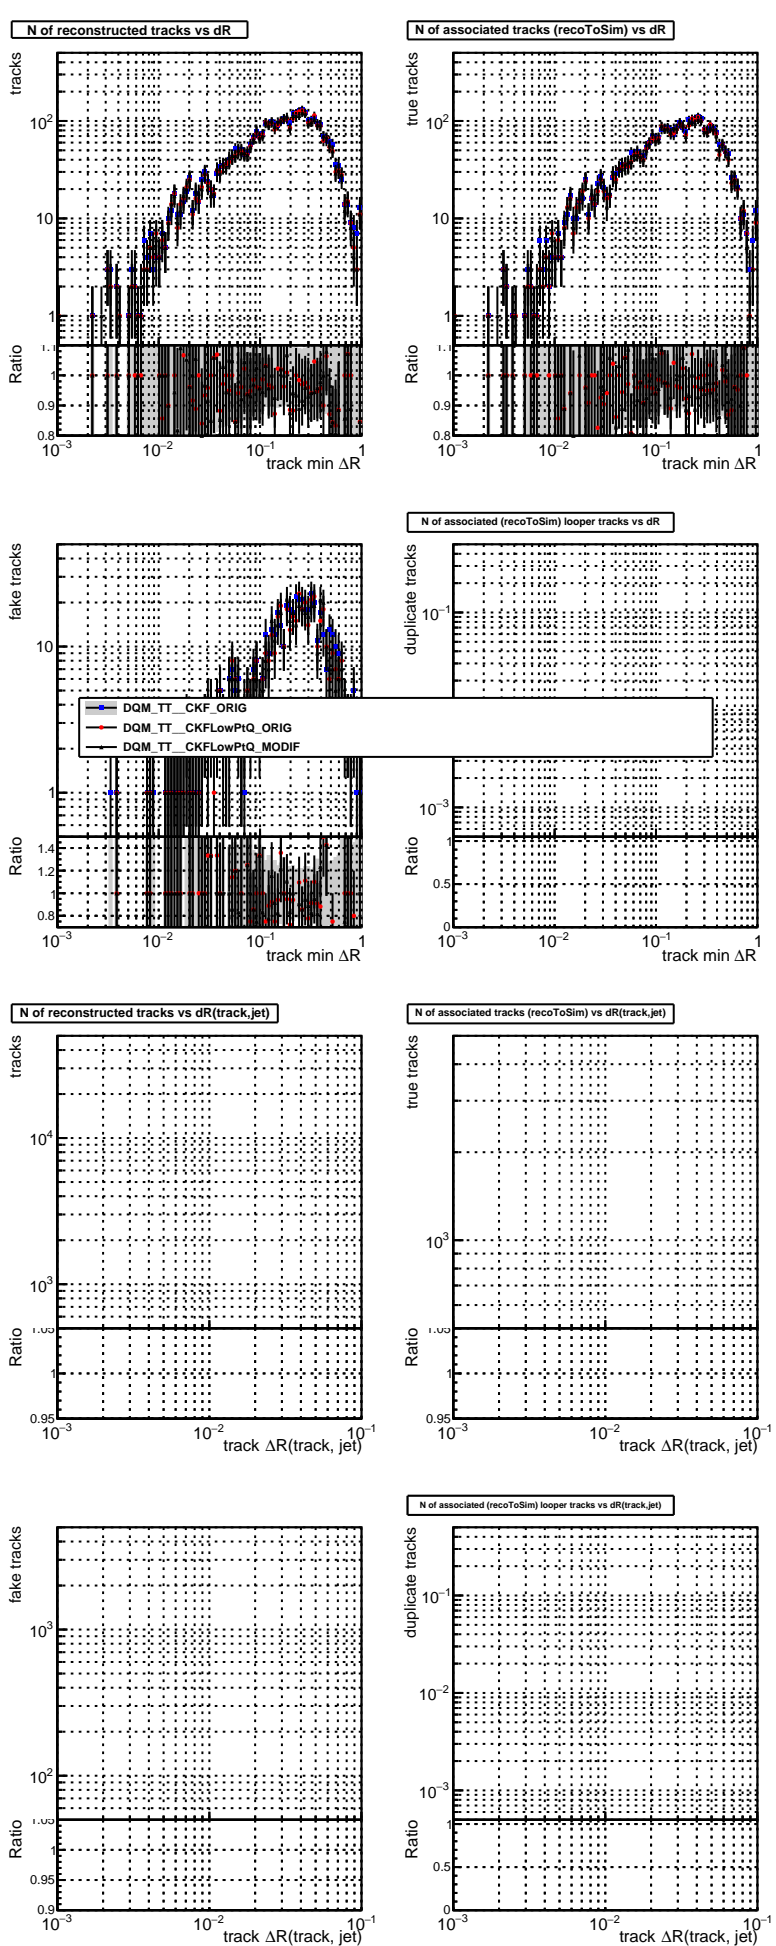 N of reconstructed tracks vs dR
tracks
10²
10
1
Ratio
1.1
1
0.9
0.8
10⁻³
10⁻²
10⁻¹
1
track min ΔR
N of associated tracks (recoToSim) vs dR
true tracks
10²
10
1
Ratio
1.1
1
0.9
0.8
10⁻³
10⁻²
10⁻¹
1
track min ΔR
fake tracks
10
1
Ratio
1.4
1.2
1
0.8
10⁻³
10⁻²
10⁻¹
1
track min ΔR
N of associated (recoToSim) looper tracks vs dR
duplicate tracks
10⁻¹
10⁻³
Ratio
1
0.5
0
10⁻³
10⁻²
10⁻¹
1
track min ΔR
DQM_TT__CKF_ORIG
DQM_TT__CKFLowPtQ_ORIG
DQM_TT__CKFLowPtQ_MODIF
N of reconstructed tracks vs dR(track,jet)
tracks
10⁴
10³
Ratio
1.05
1
0.95
10⁻³
10⁻²
10⁻¹
track ΔR(track, jet)
N of associated tracks (recoToSim) vs dR(track,jet)
true tracks
10³
Ratio
1.05
1
0.95
10⁻³
10⁻²
10⁻¹
track ΔR(track, jet)
fake tracks
10³
10²
Ratio
1.05
1
0.95
0.9
10⁻³
10⁻²
10⁻¹
track ΔR(track, jet)
N of associated (recoToSim) looper tracks vs dR(track,jet)
duplicate tracks
10⁻¹
10⁻²
10⁻³
Ratio
1
0.5
0
10⁻³
10⁻²
10⁻¹
track ΔR(track, jet)